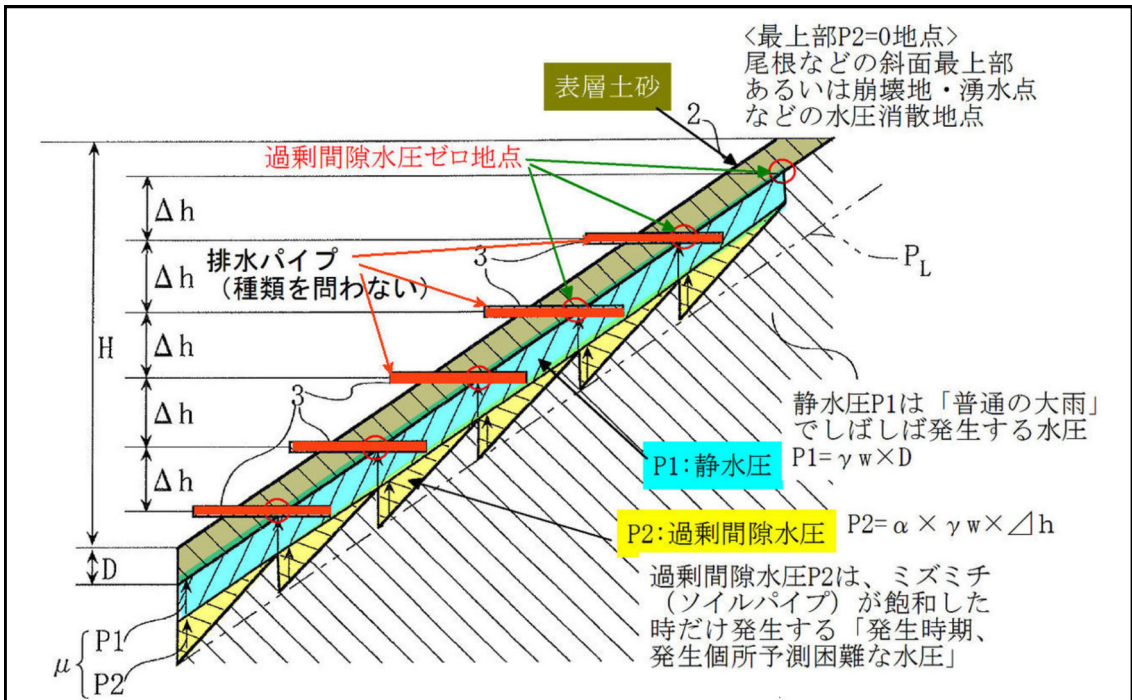 <最上部P2=0地点>
尾根などの斜面最上部
あるいは崩壊地・湧水点
などの水圧消散地点
表層土砂
2
過剰間隙水圧ゼロ地点
Δh
Δh
Δh
Δh
Δh
H
D
排水パイプ
(種類を問わない)
3
3
3
3
3
P_L
静水圧P1は「普通の大雨」
でしばしば発生する水圧
P1=γw×D
P1:静水圧
P2:過剰間隙水圧
P2=α×γw×⊿h
過剰間隙水圧P2は、ミズミチ
(ソイルパイプ)が飽和した
時だけ発生する「発生時期、
発生個所予測困難な水圧」
μ
P1
P2